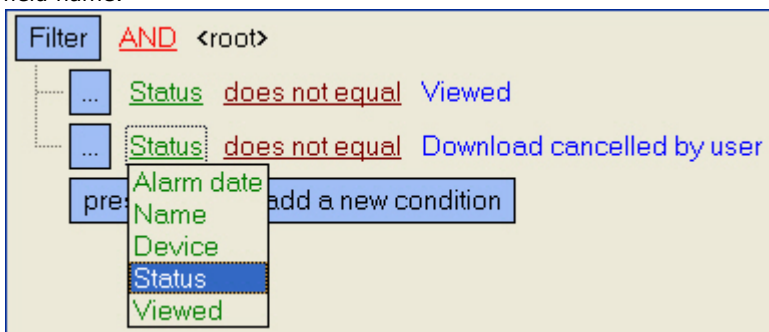 Filter AND <root>
... Status does not equal Viewed
... Status does not equal Download cancelled by user
add a new condition
Alarm date
Name
Device
Status
Viewed